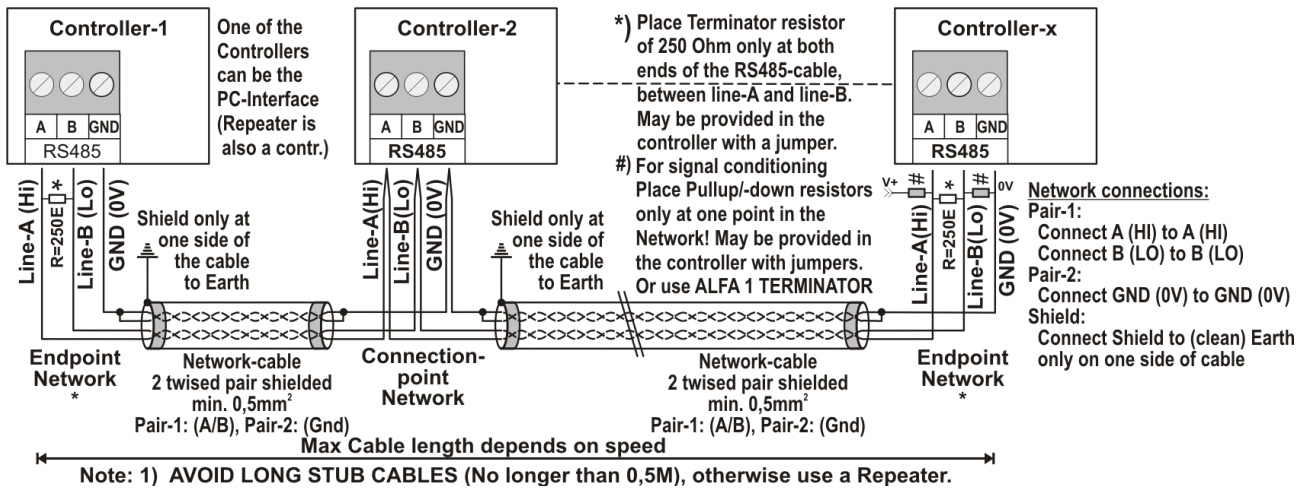 Controller-1
A B GND
RS485
One of the
Controllers
can be the
PC-Interface
(Repeater is
also a contr.)
Controller-2
A B GND
RS485
*) Place Terminator resistor
of 250 Ohm only at both
ends of the RS485-cable,
between line-A and line-B.
May be provided in the
controller with a jumper.
#) For signal conditioning
Place Pullup/-down resistors
only at one point in the
Network! May be provided in
the controller with jumpers.
Or use ALFA 1 TERMINATOR
Controller-x
A B GND
RS485
Line-A (Hi)
R=250E *
Line-B (Lo)
GND (0V)
Shield only at
one side of
the cable
to Earth
Line-A(Hi)
Line-B(Lo)
GND (0V)
Shield only at
one side of
the cable
to Earth
V+ # * # 0V
Line-A(Hi)
R=250E
Line-B(Lo)
GND (0V)
Network connections:
Pair-1:
Connect A (HI) to A (HI)
Connect B (LO) to B (LO)
Pair-2:
Connect GND (0V) to GND (0V)
Shield:
Connect Shield to (clean) Earth
only on one side of cable
Endpoint
Network
*
Network-cable
2 twised pair shielded
min. 0,5mm²
Pair-1: (A/B), Pair-2: (Gnd)
Connection-
point
Network
Network-cable
2 twised pair shielded
min. 0,5mm²
Pair-1: (A/B), Pair-2: (Gnd)
Endpoint
Network
*
Max Cable length depends on speed
Note: 1) AVOID LONG STUB CABLES (No longer than 0,5M), otherwise use a Repeater.